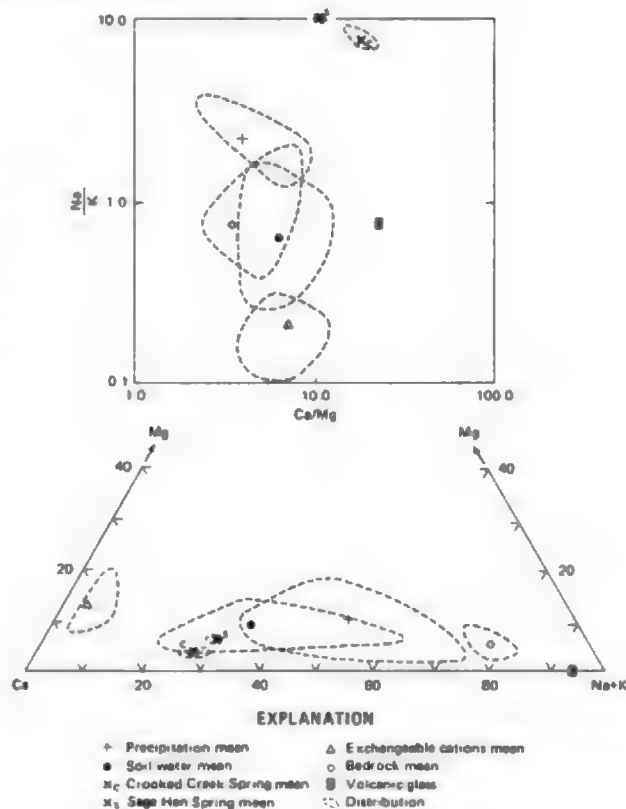 10.0
S
C
Na
K
1.0
0.1
1.0
10.0
100.0
Ca/Mg
Mg
Mg
40
40
20
20
Ca
20
40
60
80
Na+K
EXPLANATION
+ Precipitation mean
● Soil water mean
×C Crooked Creek Spring mean
×S Sage Hen Spring mean
△ Exchangeable cations mean
○ Bedrock mean
Volcanic glass
Distribution